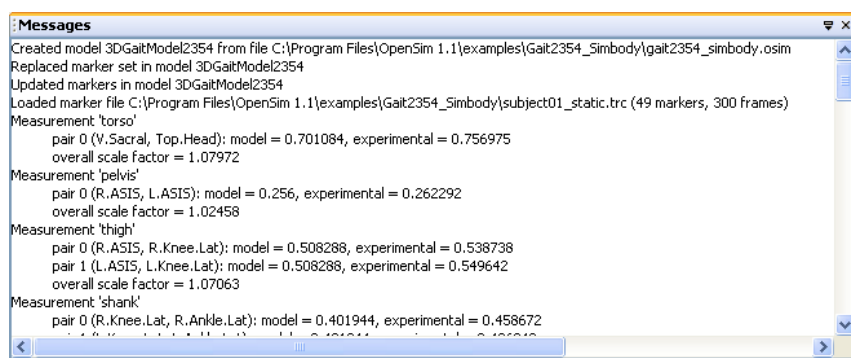 Messages
Created model 3DGaitModel2354 from file C:\Program Files\OpenSim 1.1\examples\Gait2354_Simbody\gait2354_simbody.osim
Replaced marker set in model 3DGaitModel2354
Updated markers in model 3DGaitModel2354
Loaded marker file C:\Program Files\OpenSim 1.1\examples\Gait2354_Simbody\subject01_static.trc (49 markers, 300 frames)
Measurement 'torso'
pair 0 (V.Sacral, Top.Head): model = 0.701084, experimental = 0.756975
overall scale factor = 1.07972
Measurement 'pelvis'
pair 0 (R.ASIS, L.ASIS): model = 0.256, experimental = 0.262292
overall scale factor = 1.02458
Measurement 'thigh'
pair 0 (R.ASIS, R.Knee.Lat): model = 0.508288, experimental = 0.538738
pair 1 (L.ASIS, L.Knee.Lat): model = 0.508288, experimental = 0.549642
overall scale factor = 1.07063
Measurement 'shank'
pair 0 (R.Knee.Lat, R.Ankle.Lat): model = 0.401944, experimental = 0.458672